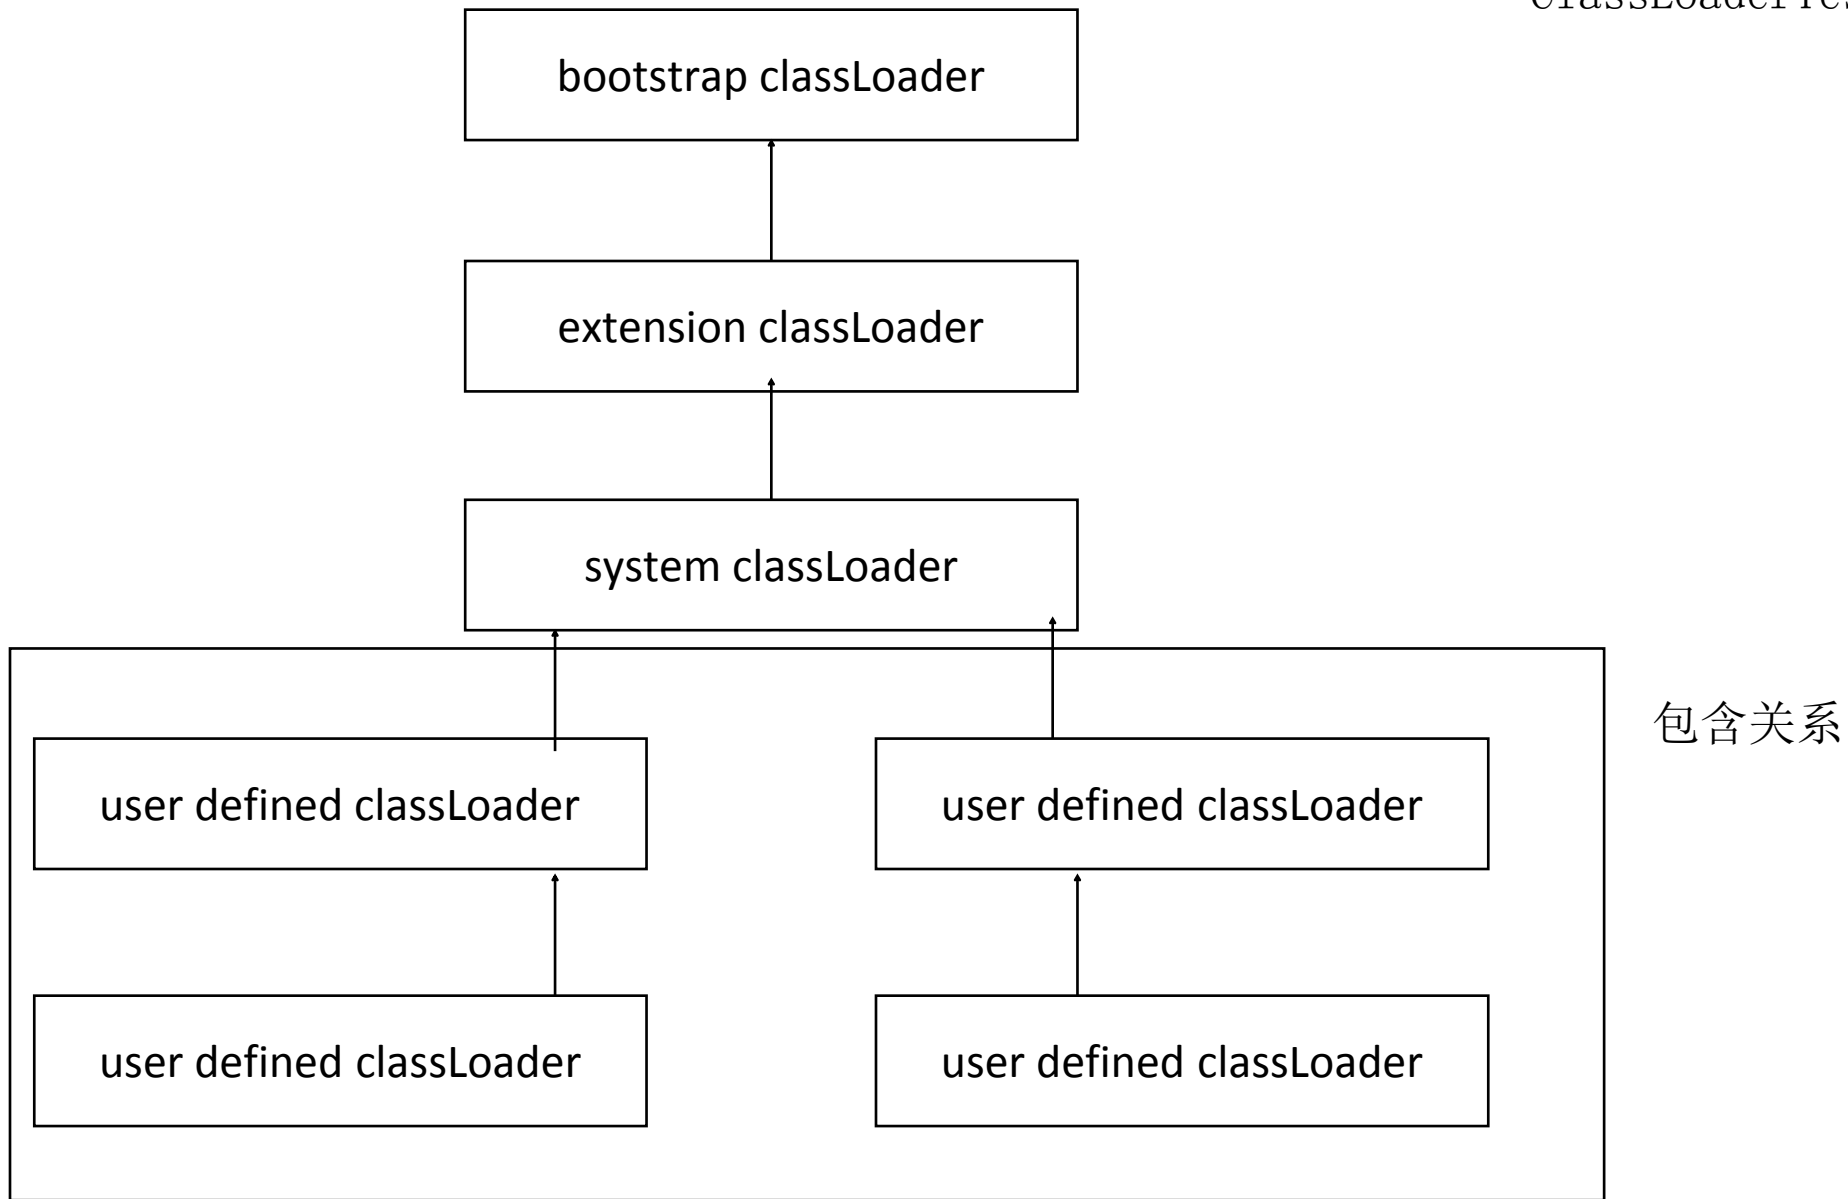 bootstrap classLoader
extension classLoader
system classLoader
包含关系
user defined classLoader
user defined classLoader
user defined classLoader
user defined classLoader